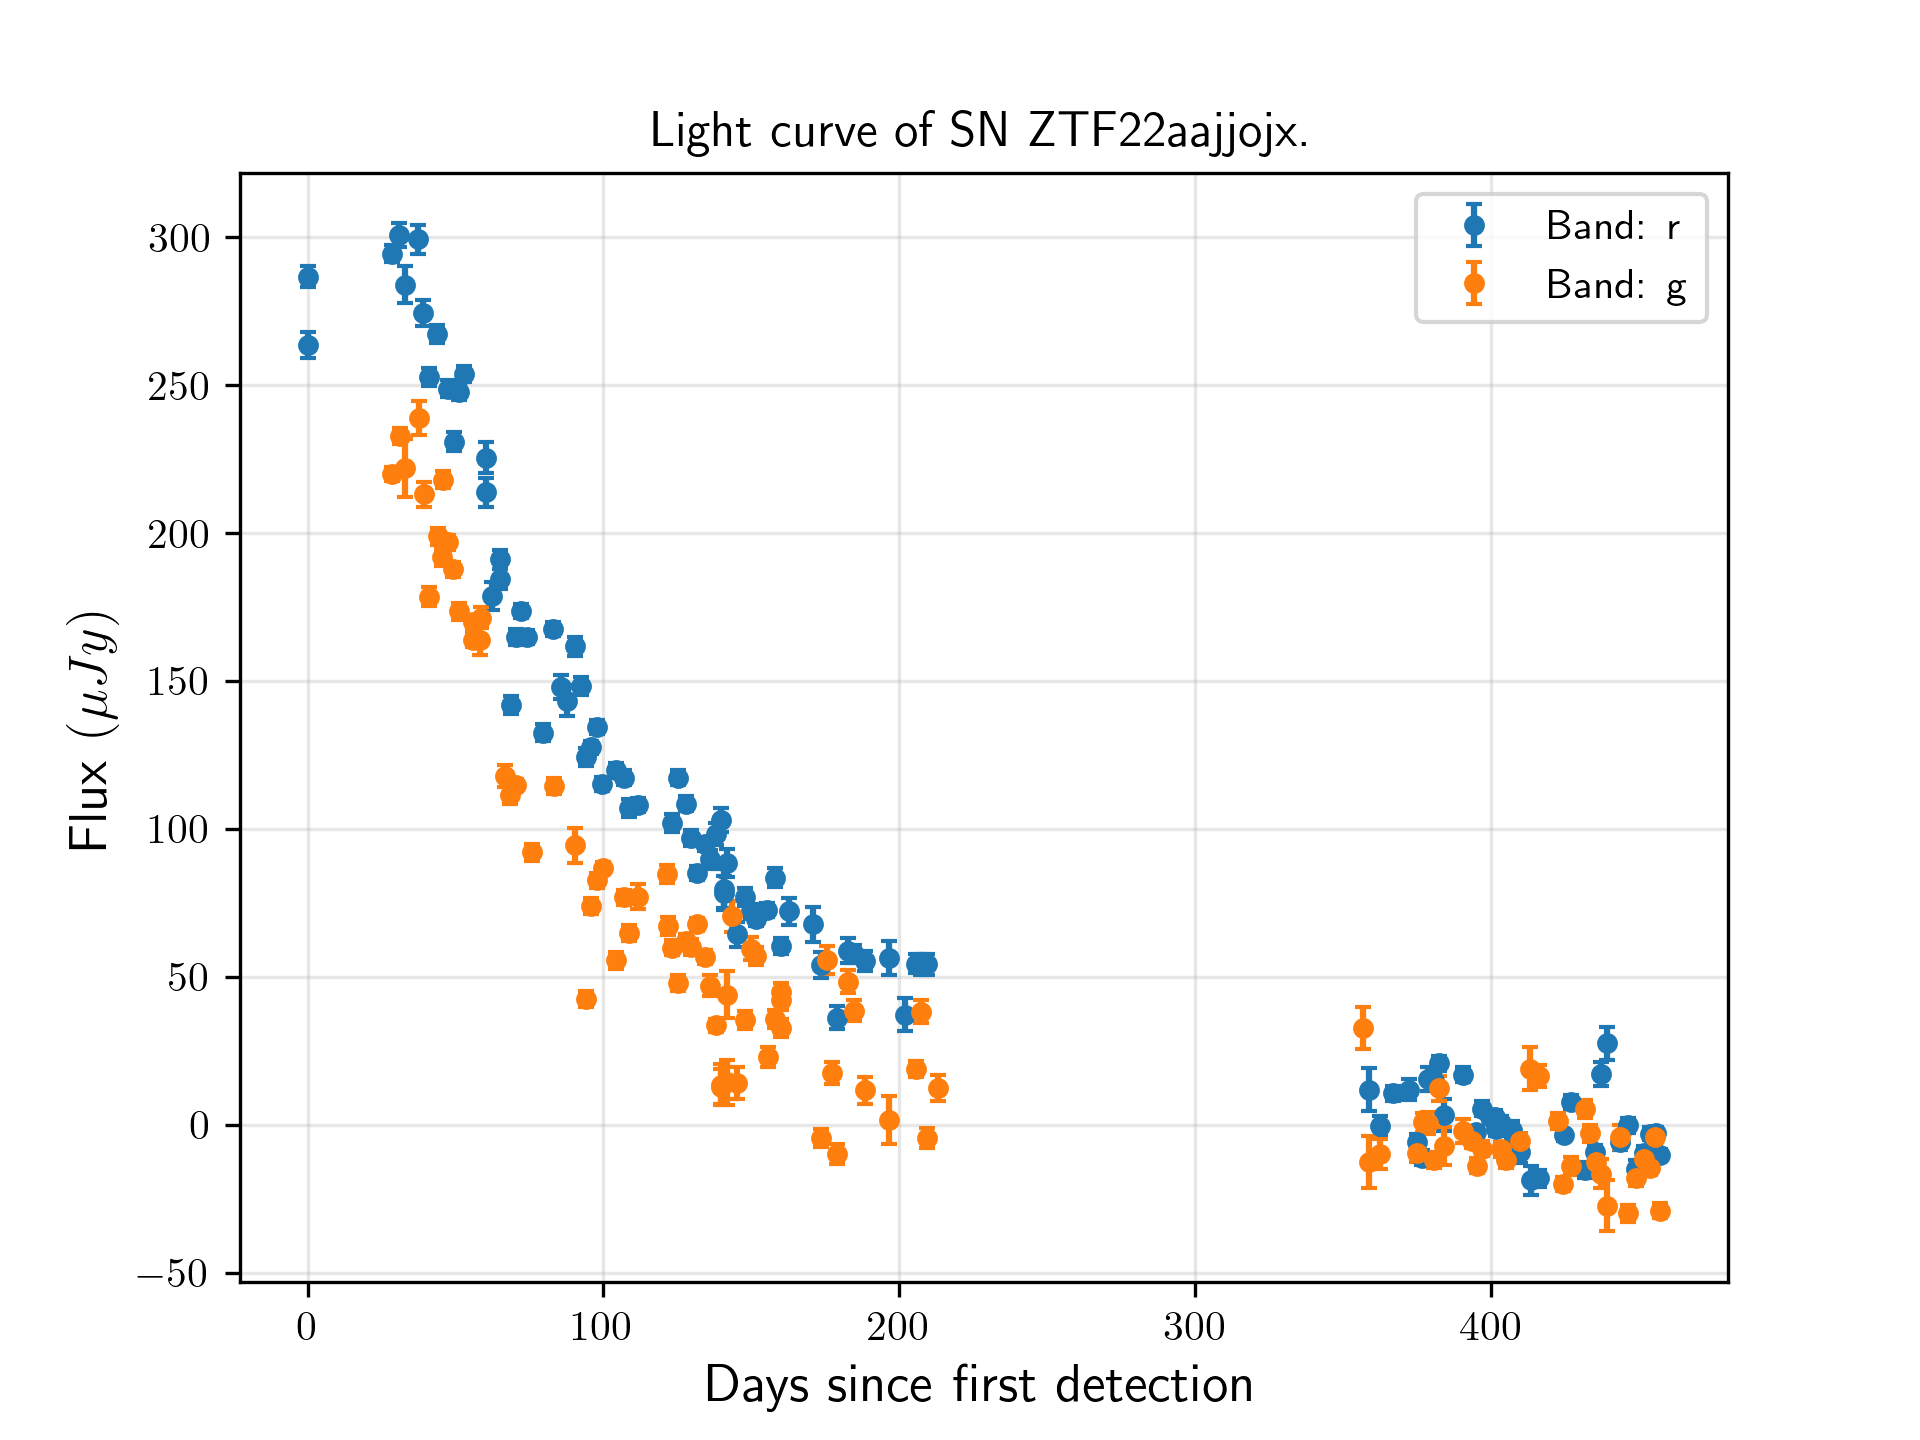 Light curve of SN ZTF22aajjojx.
Band: r
Band: g
300
250
200
150
100
50
0
−50
Flux (μJy)
0 100 200 300 400
Days since first detection